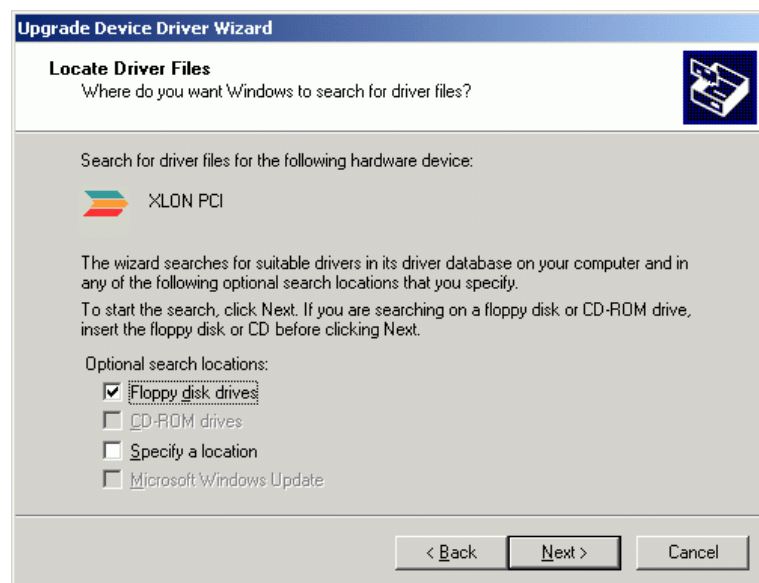 Upgrade Device Driver Wizard
Locate Driver Files
Where do you want Windows to search for driver files?
Search for driver files for the following hardware device:
XLON PCI
The wizard searches for suitable drivers in its driver database on your computer and in
any of the following optional search locations that you specify.
To start the search, click Next. If you are searching on a floppy disk or CD-ROM drive,
insert the floppy disk or CD before clicking Next.
Optional search locations:
Floppy disk drives
CD-ROM drives
Specify a location
Microsoft Windows Update
< Back Next > Cancel